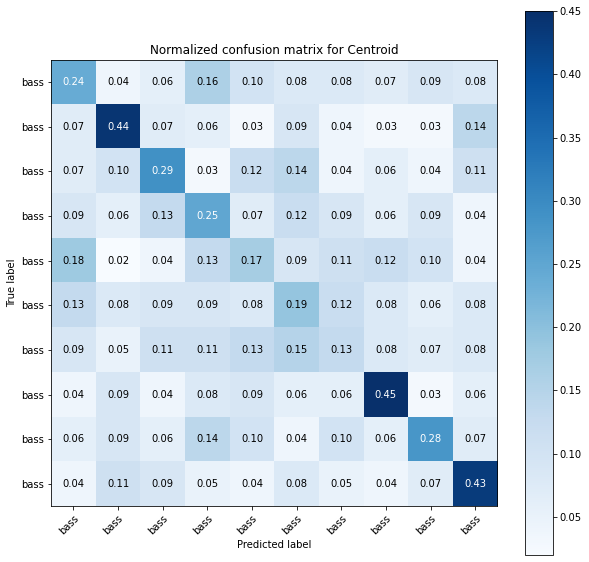 Normalized confusion matrix for Centroid
bass 0.24 0.04 0.06 0.16 0.10 0.08 0.08 0.07 0.09 0.08
bass 0.07 0.44 0.07 0.06 0.03 0.09 0.04 0.03 0.03 0.14
bass 0.07 0.10 0.29 0.03 0.12 0.14 0.04 0.06 0.04 0.11
bass 0.09 0.06 0.13 0.25 0.07 0.12 0.09 0.06 0.09 0.04
bass 0.18 0.02 0.04 0.13 0.17 0.09 0.11 0.12 0.10 0.04
bass 0.13 0.08 0.09 0.09 0.08 0.19 0.12 0.08 0.06 0.08
bass 0.09 0.05 0.11 0.11 0.13 0.15 0.13 0.08 0.07 0.08
bass 0.04 0.09 0.04 0.08 0.09 0.06 0.06 0.45 0.03 0.06
bass 0.06 0.09 0.06 0.14 0.10 0.04 0.10 0.06 0.28 0.07
bass 0.04 0.11 0.09 0.05 0.04 0.08 0.05 0.04 0.07 0.43
bass bass bass bass bass bass bass bass bass bass
True label
Predicted label
0.45
0.40
0.35
0.30
0.25
0.20
0.15
0.10
0.05